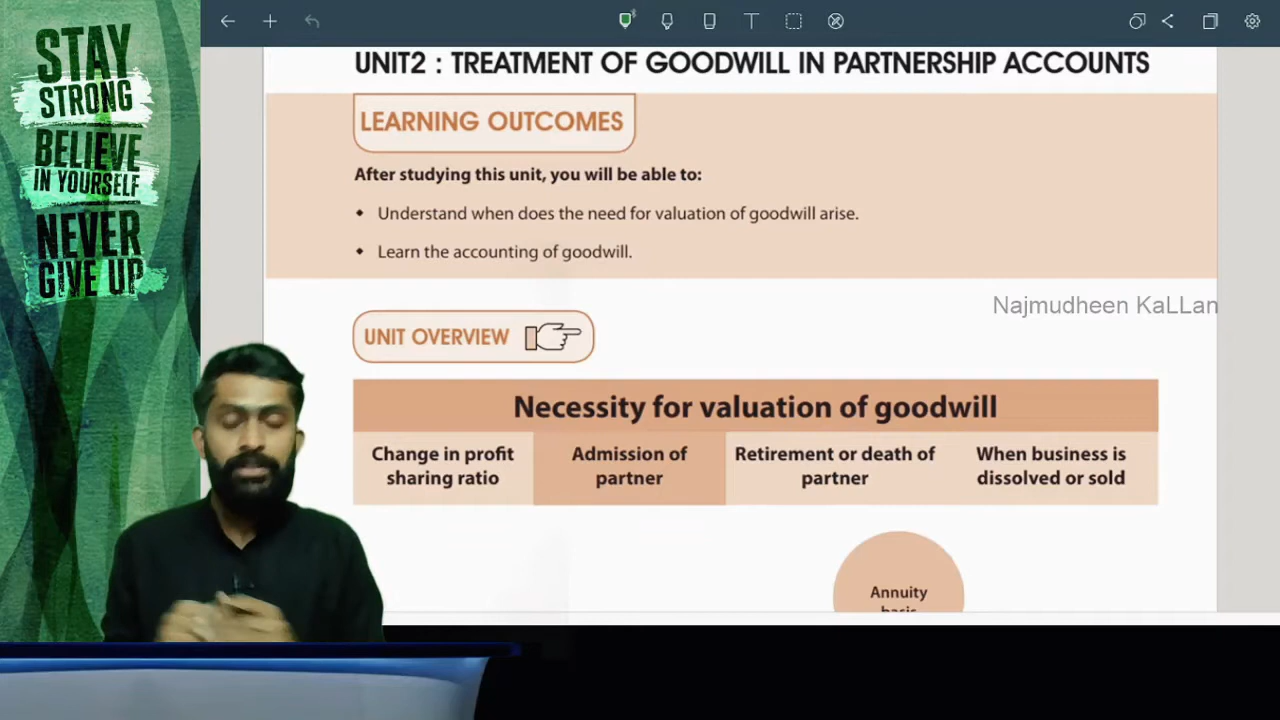 STAY
STRONG
BELIEVE
IN YOURSELF
NEVER
GIVE UP
UNIT2 : TREATMENT OF GOODWILL IN PARTNERSHIP ACCOUNTS
LEARNING OUTCOMES
After studying this unit, you will be able to:
Understand when does the need for valuation of goodwill arise.
Learn the accounting of goodwill.
Najmudheen KaLLan
UNIT OVERVIEW
Necessity for valuation of goodwill
Change in profit
sharing ratio
Admission of
partner
Retirement or death of
partner
When business is
dissolved or sold
Annuity
basis